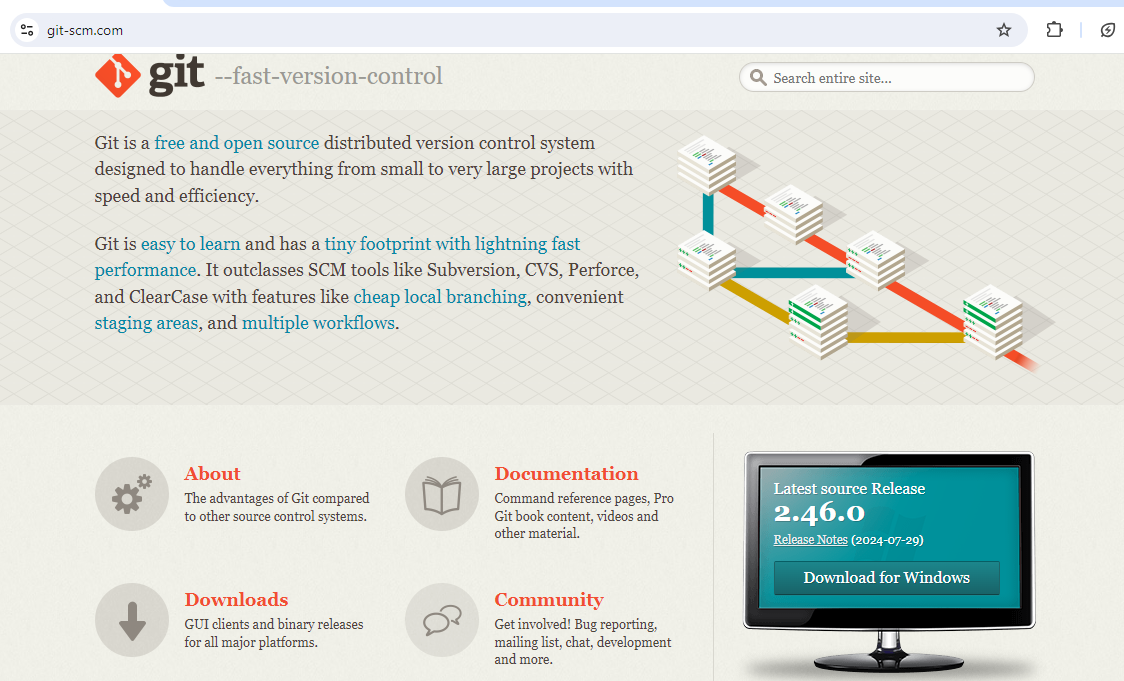 git-scm.com
git --fast-version-control
Search entire site...
Git is a free and open source distributed version control system
designed to handle everything from small to very large projects with
speed and efficiency.
Git is easy to learn and has a tiny footprint with lightning fast
performance. It outclasses SCM tools like Subversion, CVS, Perforce,
and ClearCase with features like cheap local branching, convenient
staging areas, and multiple workflows.
About
The advantages of Git compared
to other source control systems.
Documentation
Command reference pages, Pro
Git book content, videos and
other material.
Downloads
GUI clients and binary releases
for all major platforms.
Community
Get involved! Bug reporting,
mailing list, chat, development
and more.
Latest source Release
2.46.0
Release Notes (2024-07-29)
Download for Windows